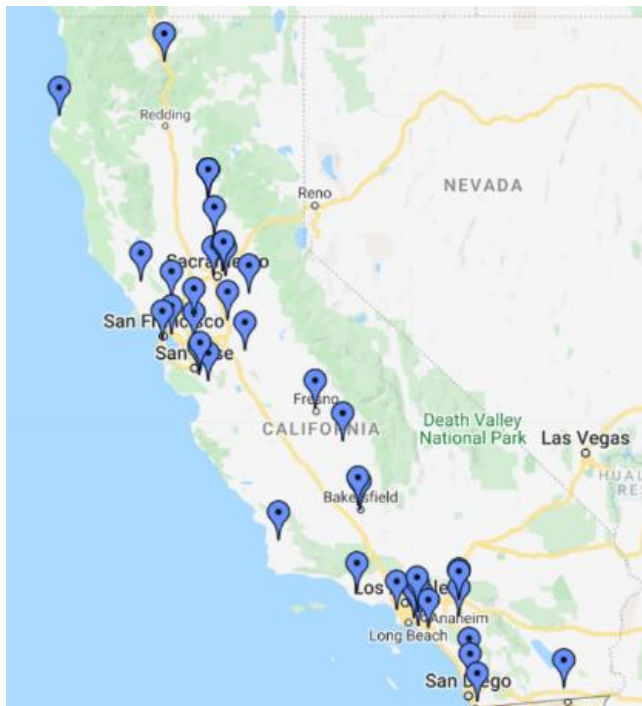 Redding
Reno
NEVADA
Sacramento
San Francisco
San Jose
Fresno
CALIFORNIA
Death Valley
National Park
Las Vegas
Bakersfield
Los Angeles
Anaheim
Long Beach
San Diego